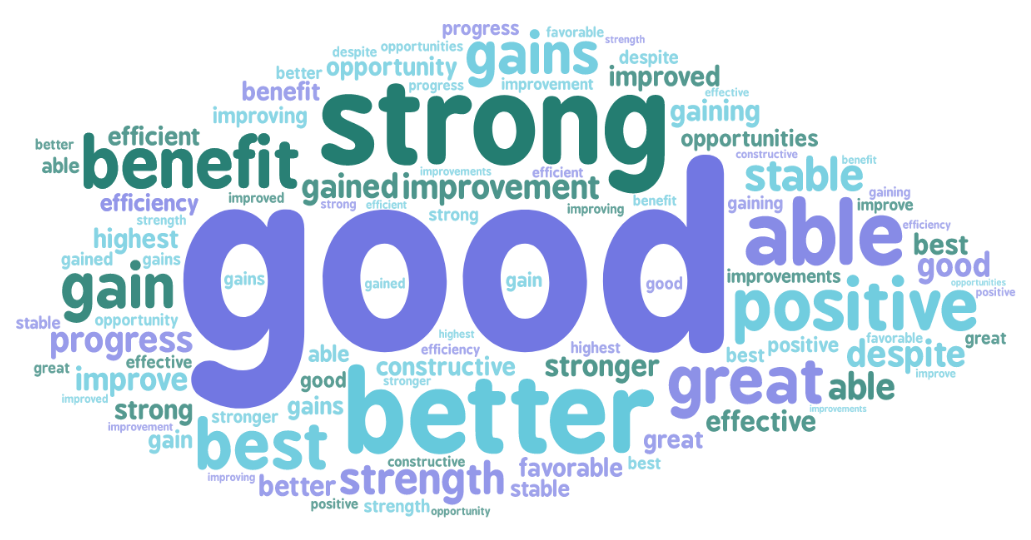 progress
favorable
strength
despite
opportunities
gains
despite
better
opportunity
improved
progress
improvement
benefit
effective
improving
strong
gaining
efficient
opportunities
better
benefit
constructive
able
improvements
efficient
stable
benefit
gained
improvement
gaining
efficiency
improved
strong
efficient
improving
benefit
gaining
able
improve
strength
strong
good
efficiency
highest
best
gained
gains
good
gain
gains
gained
gain
good
improvements
opportunities
positive
positive
stable
opportunity
progress
highest
favorable
great
efficiency
highest
best
positive
despite
great
effective
able
constructive
stronger
improve
good
stronger
great
able
improve
improved
strong
stronger
gains
better
improvements
effective
improvement
gain
best
great
constructive
favorable
best
improving
better
strength
stable
positive
strength
opportunity